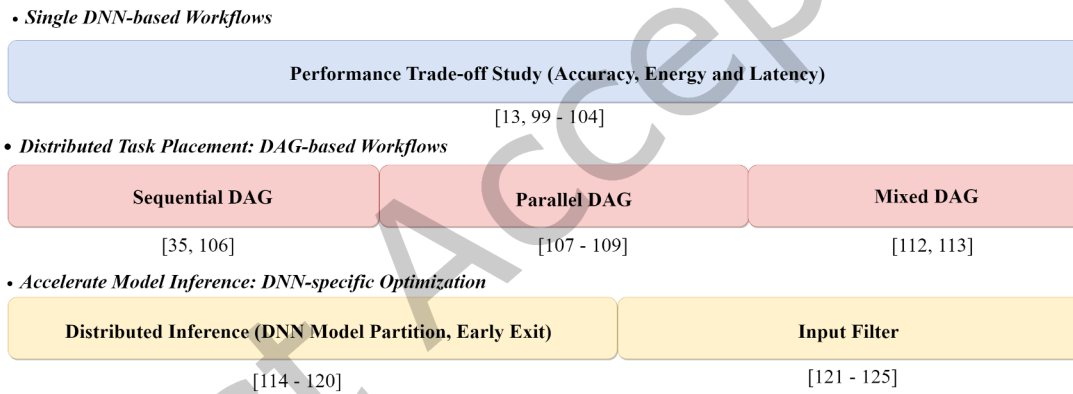 • Single DNN-based Workflows
Performance Trade-off Study (Accuracy, Energy and Latency)
[13, 99 - 104]
• Distributed Task Placement: DAG-based Workflows
Sequential DAG
Parallel DAG
Mixed DAG
[35, 106]
[107 - 109]
[112, 113]
• Accelerate Model Inference: DNN-specific Optimization
Distributed Inference (DNN Model Partition, Early Exit)
Input Filter
[114 - 120]
[121 - 125]